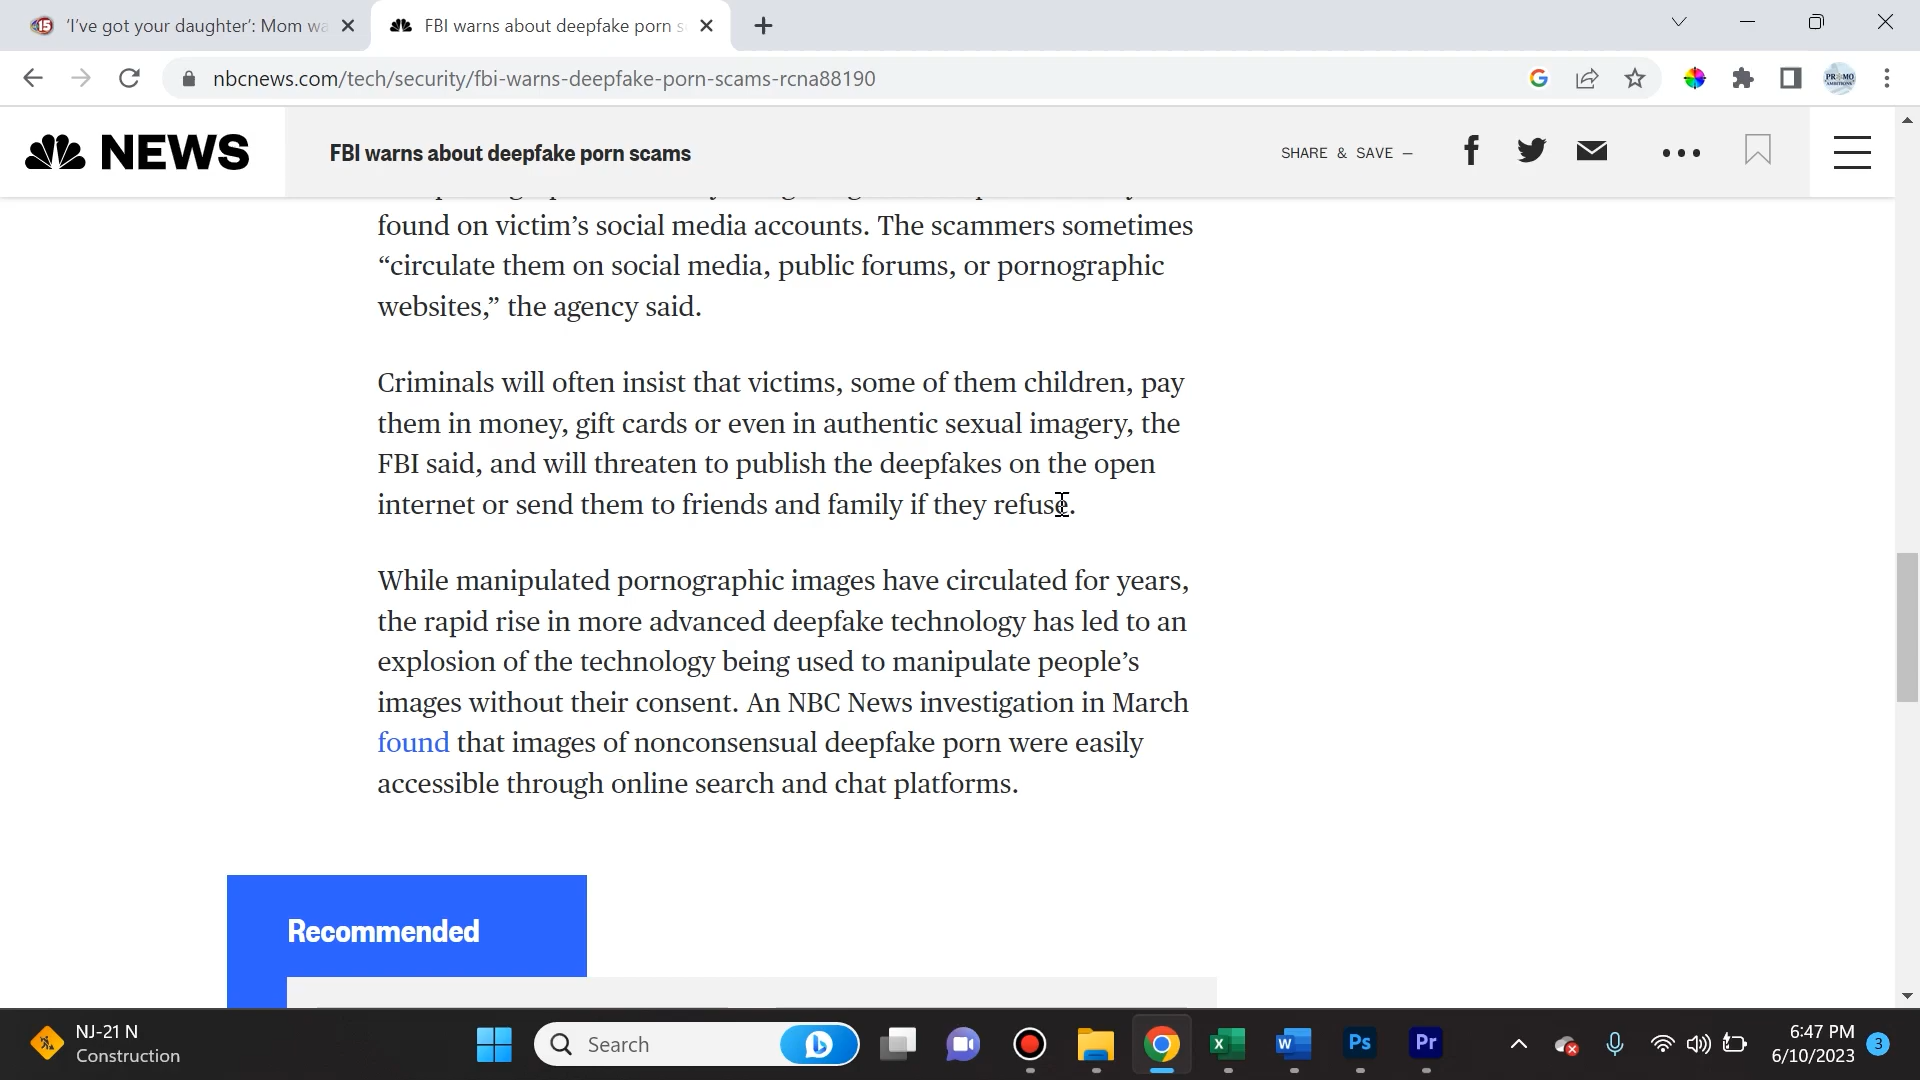 'I've got your daughter': Mom wa
FBI warns about deepfake porn s
nbcnews.com/tech/security/fbi-warns-deepfake-porn-scams-rcna88190
PROMO
NEWS
FBI warns about deepfake porn scams
SHARE & SAVE —
found on victim's social media accounts. The scammers sometimes
“circulate them on social media, public forums, or pornographic
websites,” the agency said.
Criminals will often insist that victims, some of them children, pay
them in money, gift cards or even in authentic sexual imagery, the
FBI said, and will threaten to publish the deepfakes on the open
internet or send them to friends and family if they refuse.
While manipulated pornographic images have circulated for years,
the rapid rise in more advanced deepfake technology has led to an
explosion of the technology being used to manipulate people’s
images without their consent. An NBC News investigation in March
found that images of nonconsensual deepfake porn were easily
accessible through online search and chat platforms.
Recommended
NJ-21 N
Construction
Search
Ps
Pr
6:47 PM
6/10/2023
3